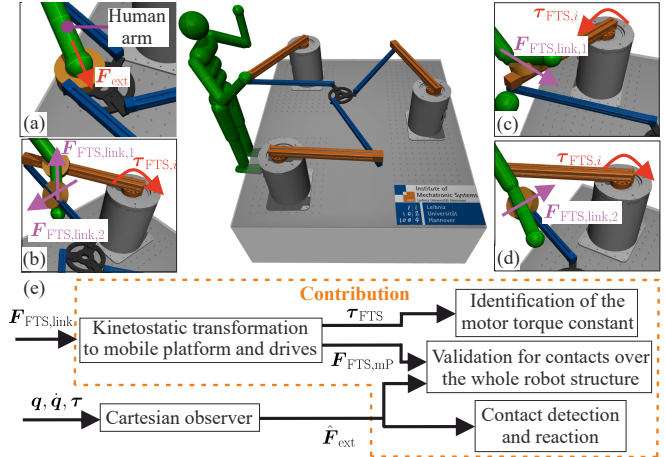 Human
arm
F_ext
(a)
F_FTS,link,1
τ_FTS,i
F_FTS,link,2
(b)
Institute of
Mechatronic Systems
Leibniz Universität Hannover
Leibniz
Universität
Hannover
τ_FTS,i
F_FTS,link,1
(c)
τ_FTS,i
F_FTS,link,2
(d)
(e)
Contribution
F_FTS,link
Kinetostatic transformation
to mobile platform and drives
τ_FTS
F_FTS,mP
Identification of the
motor torque constant
Validation for contacts over
the whole robot structure
q, q̇, τ
Cartesian observer
F̂_ext
Contact detection
and reaction